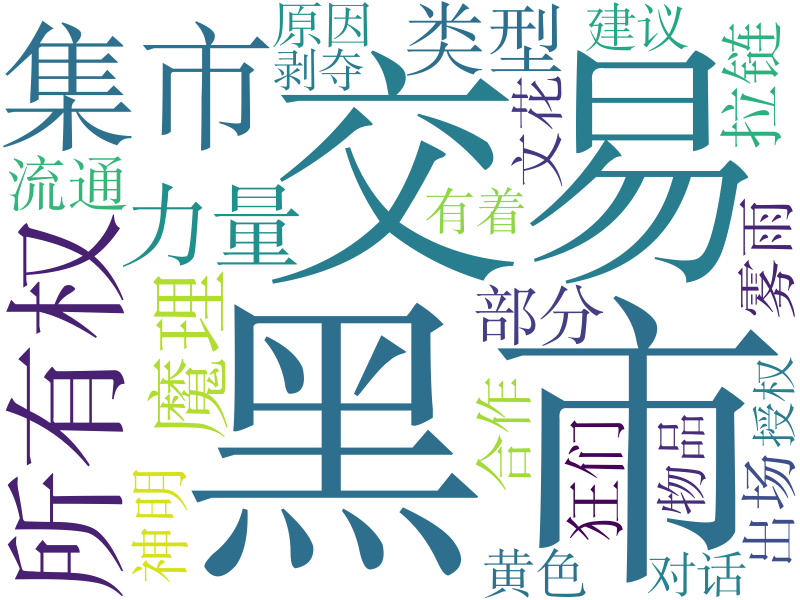 集市
原因
剥夺
类型
建议
拉链
交易
文花
流通
力量
有着
雾雨
所有权
魔理
部分
黑市
神明
合作
狂们
物品
授权
出场
黄色
对话